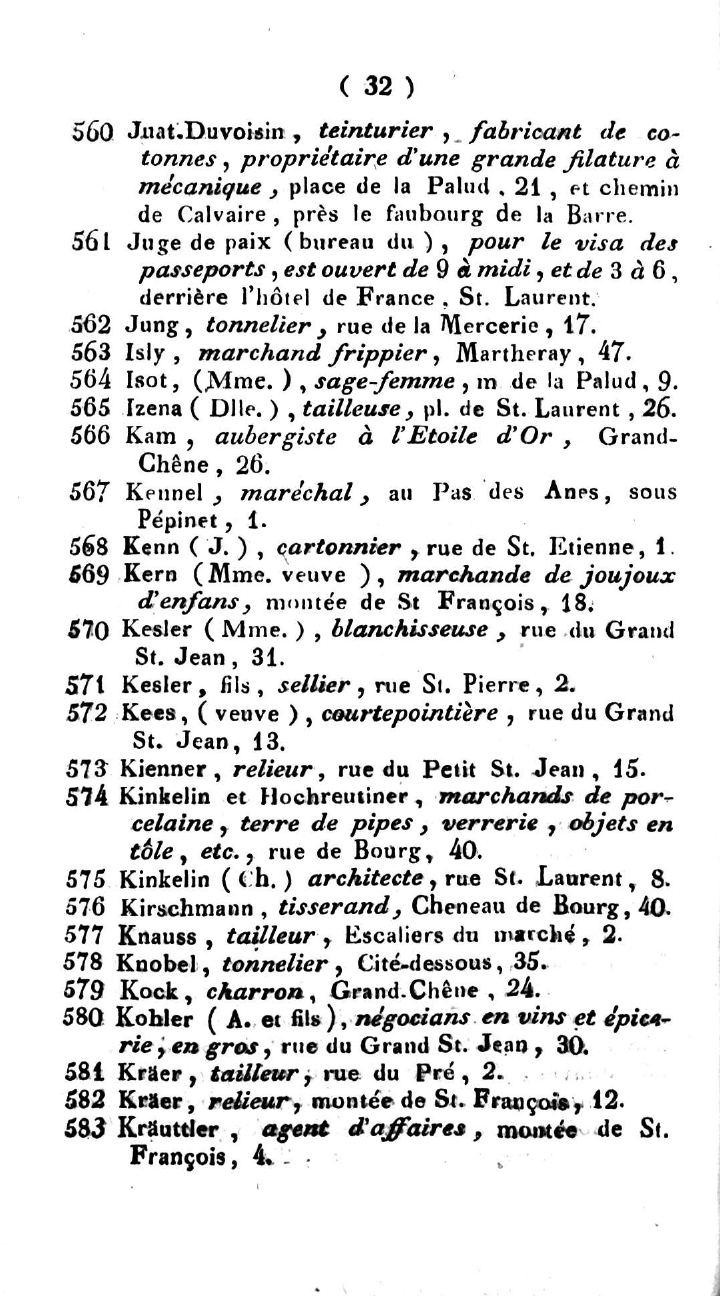 ( 32 )
560 Juat-Duvoisin , teinturier , fabricant de co-
tonnes , propriétaire d'une grande filature à
mécanique , place de la Palud , 21 , et chemin
de Calvaire , près le faubourg de la Barre.
561 Juge de paix ( bureau du ) , pour le visa des
passeports , est ouvert de 9 à midi , et de 3 à 6 ,
derrière l'hôtel de France , St. Laurent.
562 Jung , tonnelier , rue de la Mercerie , 17.
563 Isly , marchand frippier , Martheray , 47.
564 Isot , (Mme. ) , sage-femme , m de la Palud , 9.
565 Izena ( Dlle. ) , tailleuse , pl. de St. Laurent , 26.
566 Kam , aubergiste à l'Etoile d'Or , Grand-
Chêne , 26.
567 Kennel , maréchal , au Pas des Anes , sous
Pépinet , 1.
568 Kenn ( J. ) , cartonnier , rue de St. Etienne , 1.
569 Kern (Mme. veuve ) , marchande de joujoux
d'enfans , montée de St François , 18.
570 Kesler ( Mme. ) , blanchisseuse , rue du Grand
St. Jean , 31.
571 Kesler , fils , sellier , rue St. Pierre , 2.
572 Kees , ( veuve ) , courtepointière , rue du Grand
St. Jean , 13.
573 Kienner , relieur , rue du Petit St. Jean , 15.
574 Kinkelin et Hochreutiner , marchands de por-
celaine , terre de pipes , verrerie , objets en
tôle , etc. , rue de Bourg , 40.
575 Kinkelin ( Ch. ) architecte , rue St. Laurent , 8.
576 Kirschmann , tisserand , Cheneau de Bourg , 40.
577 Knauss , tailleur , Escaliers du marché , 2.
578 Knobel , tonnelier , Cité-dessous , 35.
579 Kock , charron , Grand-Chêne , 24.
580 Kohler ( A. et fils ) , négocians en vins et épice-
rie , en gros , rue du Grand St. Jean , 30.
581 Kräer , tailleur , rue du Pré , 2.
582 Kräer , relieur , montée de St. François , 12.
583 Kräuttler , agent d'affaires , montée de St.
François , 4.